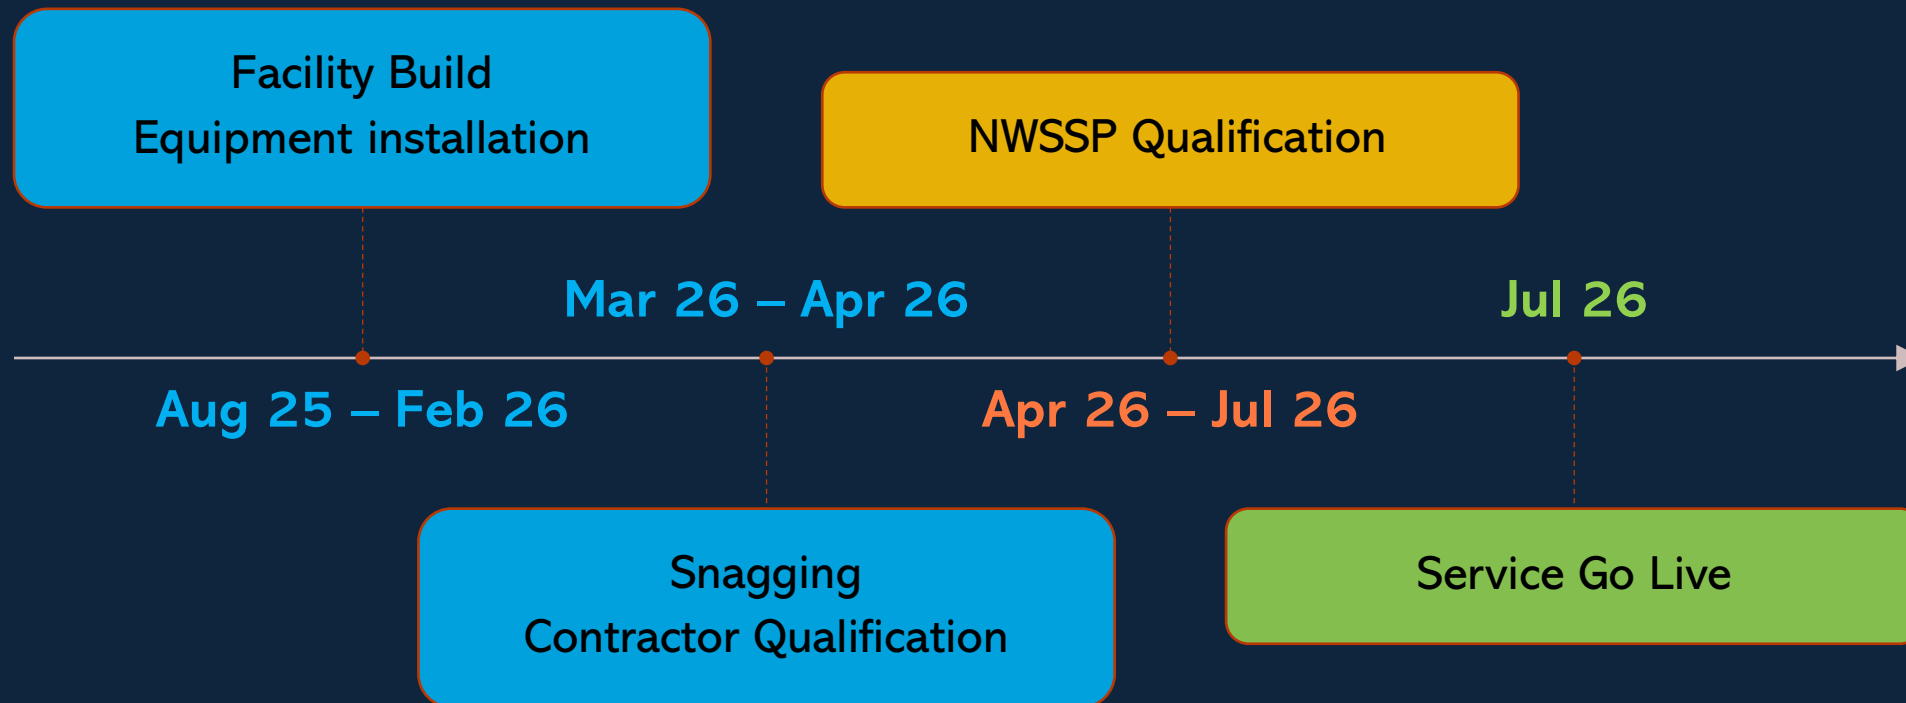 Facility Build
Equipment installation
NWSSP Qualification
Mar 26 – Apr 26
Jul 26
Aug 25 – Feb 26
Apr 26 – Jul 26
Snagging
Contractor Qualification
Service Go Live